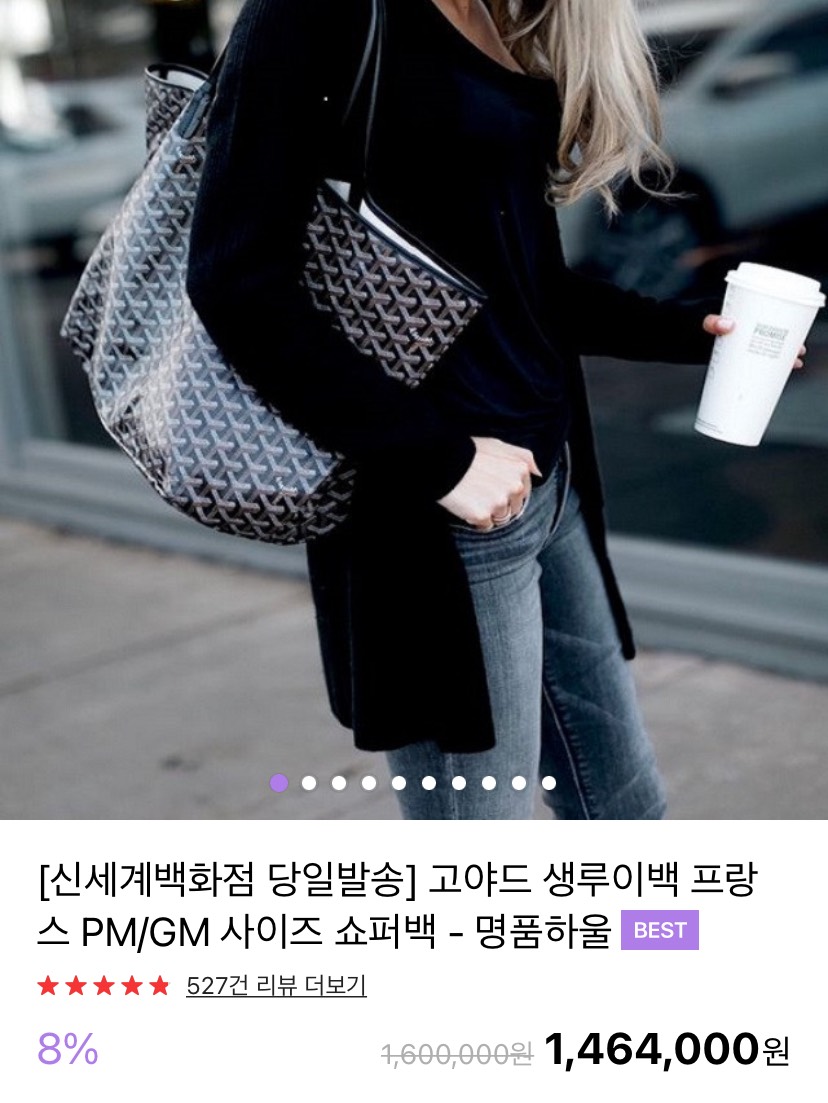 [신세계백화점 당일발송] 고야드 생루이백 프랑
스 PM/GM 사이즈 쇼퍼백 - 명품하울 BEST
527건 리뷰 더보기
8% 1,600,000원 1,464,000원